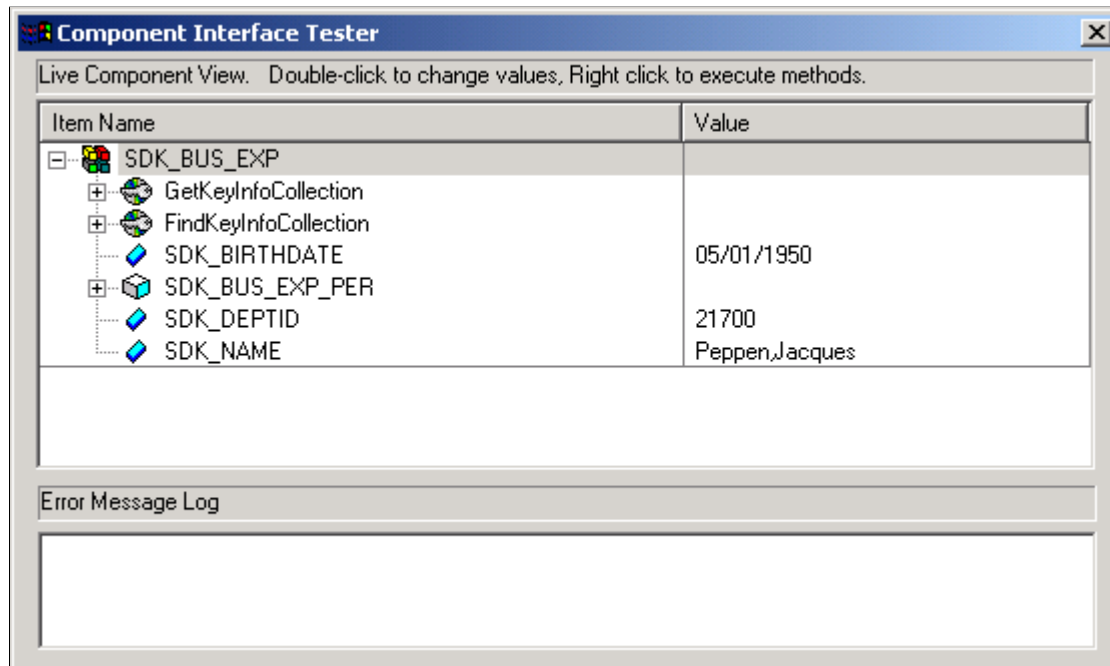 Component Interface Tester
Live Component View.   Double-click to change values, Right click to execute methods.
Item Name Value
SDK_BUS_EXP
GetKeyInfoCollection
FindKeyInfoCollection
SDK_BIRTHDATE 05/01/1950
SDK_BUS_EXP_PER
SDK_DEPTID 21700
SDK_NAME Peppen,Jacques
Error Message Log